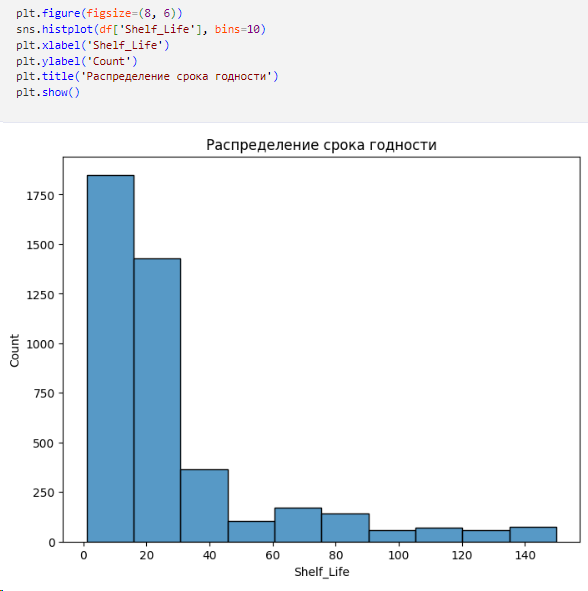 plt.figure(figsize=(8, 6))
sns.histplot(df['Shelf_Life'], bins=10)
plt.xlabel('Shelf_Life')
plt.ylabel('Count')
plt.title('Распределение срока годности')
plt.show()
Распределение срока годности
1750
1500
1250
1000
750
500
250
0
Count
0 20 40 60 80 100 120 140
Shelf_Life